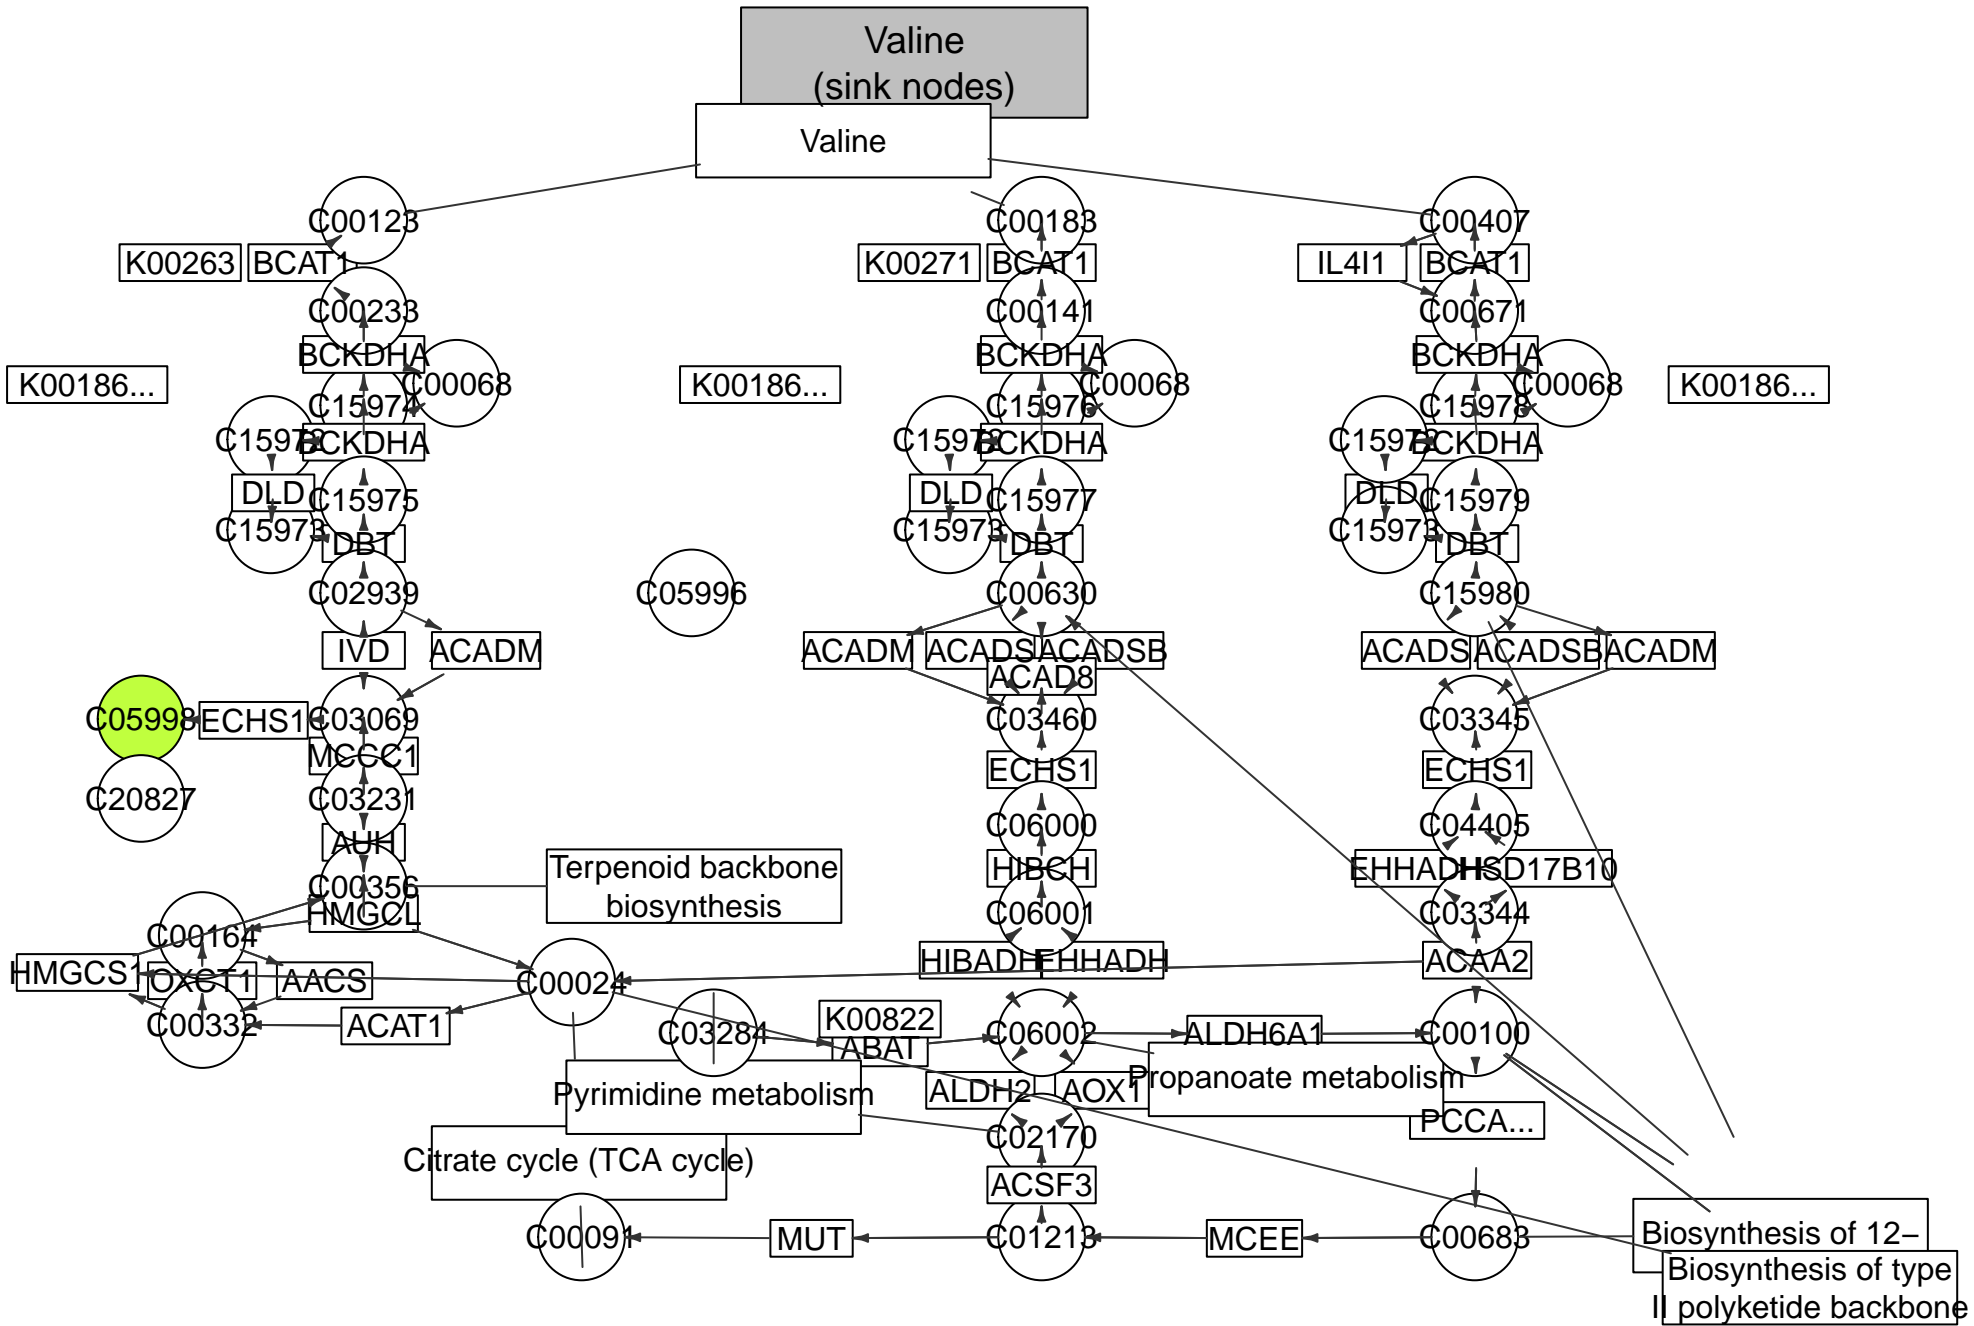 Valine
(sink nodes)
Valine
C00123
C00183
C00407
K00263
BCAT1
K00271
BCAT1
IL4I1
BCAT1
C00233
C00141
C00671
BCKDHA
BCKDHA
BCKDHA
K00186...
C00068
K00186...
C00068
C00068
K00186...
C15974
C15976
C15978
C15972
BCKDHA
C15972
BCKDHA
C15972
BCKDHA
DLD
C15975
DLD
C15977
DLD
C15979
C15973
DBT
C15973
DBT
C15973
DBT
C02939
C05996
C00630
C15980
IVD
ACADM
ACADM
ACADS
ACADSB
ACADS
ACADSB
ACADM
ACAD8
C05998
ECHS1
C03069
C03460
C03345
MCCC1
ECHS1
ECHS1
C20827
C03231
C06000
C04405
AUH
Terpenoid backbone
biosynthesis
HIBCH
EHHADH
HSD17B10
C00356
HMGCL
C06001
C03344
C00164
HMGCS1
OXCT1
AACS
C00024
HIBADH
EHHADH
ACAA2
C00332
ACAT1
C03284
K00822
ABAT
C06002
ALDH6A1
C00100
Pyrimidine metabolism
ALDH2
AOX1
Propanoate metabolism
PCCA...
C02170
Citrate cycle (TCA cycle)
ACSF3
C00091
MUT
C01213
MCEE
C00683
Biosynthesis of 12−
Biosynthesis of type
II polyketide backbone